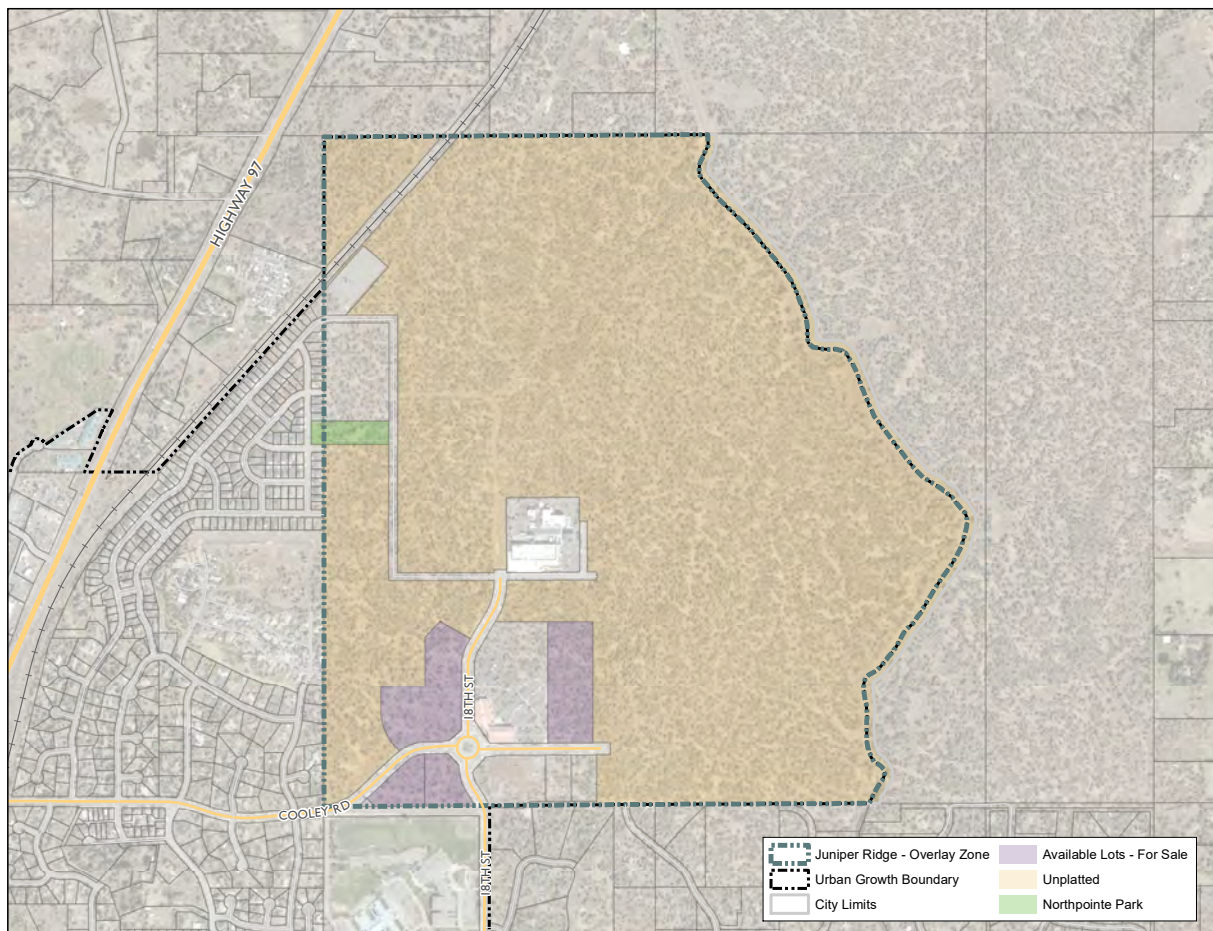 HIGHWAY 97
18TH ST
COOLEY RD
18TH ST
Juniper Ridge - Overlay Zone
Urban Growth Boundary
City Limits
Available Lots - For Sale
Unplatted
Northpointe Park